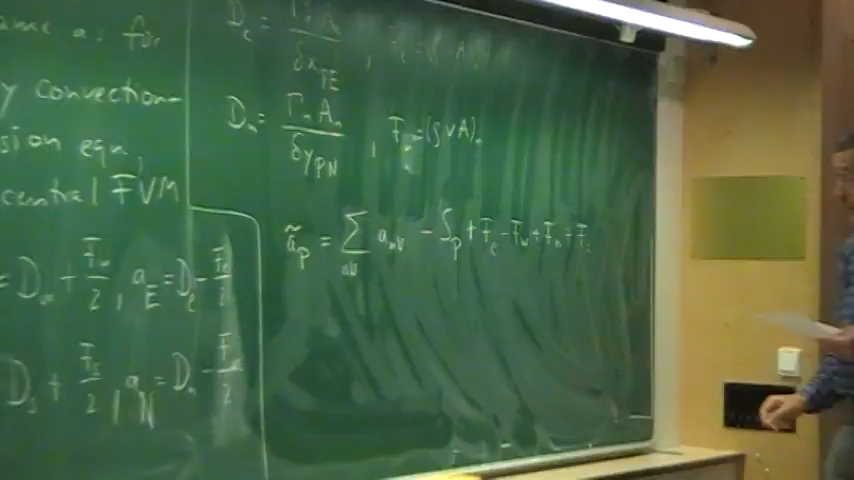 ame as for
y convection-
sion eqn,
central FVM
= D_w + F_w/2, a_E = D_e - F_e/2
D_s + F_s/2, a_N = D_n - F_n/2
D_e = Γ_e A_e / δx_PE,
D_n = Γ_n A_n / δy_PN, F_n = (ρvA)_n
ã_p = Σ_nb a_nb - S_p + F_e - F_w + F_n - F_s